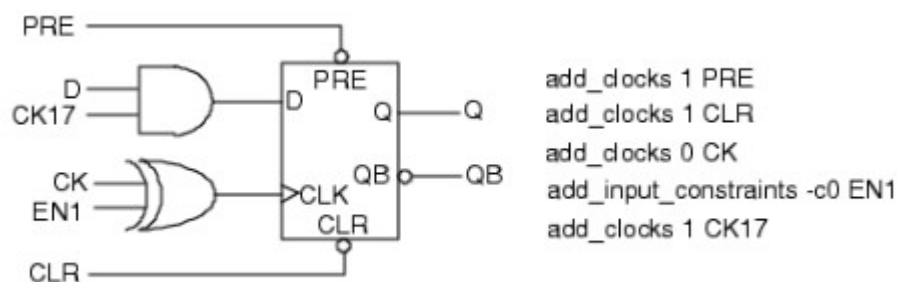 PRE
PRE
D
CK17
D
Q
Q
CK
EN1
CLK
QB
QB
CLR
CLR
add_clocks 1 PRE
add_clocks 1 CLR
add_clocks 0 CK
add_input_constraints -c0 EN1
add_clocks 1 CK17